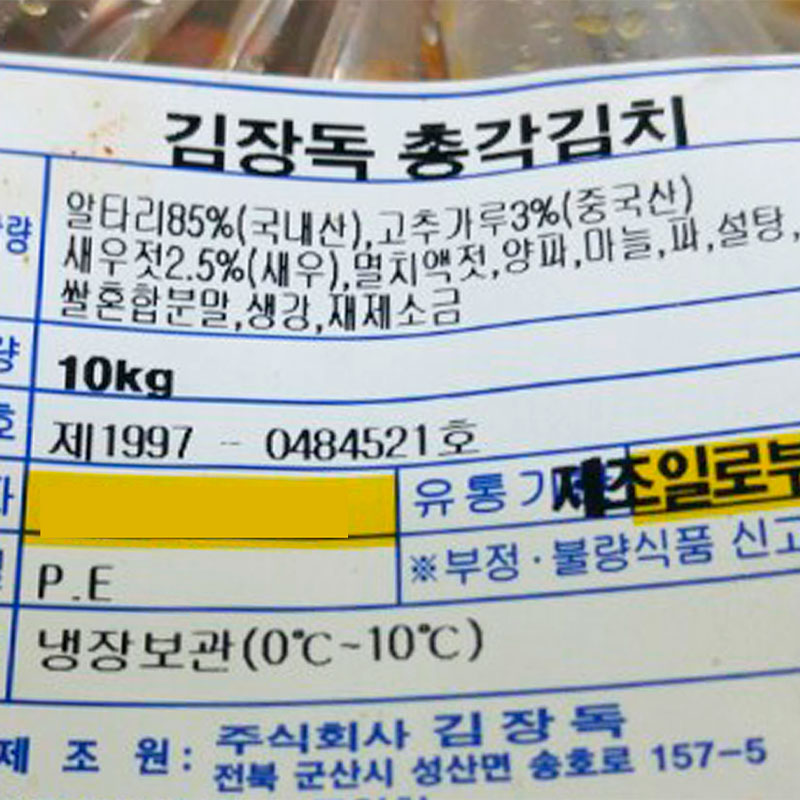 김장독 총각김치
량 알타리85%(국내산),고추가루3%(중국산)
새우젓2.5%(새우),멸치액젓,양파,마늘,파,설탕,
쌀혼합분말,생강,재제소금
량 10kg
호 제1997 - 0484521호
자 유통기 제조일로부
※부정·불량식품 신고
P.E
냉장보관(0℃~10℃)
제 조 원: 주식회사 김장독
전북 군산시 성산면 송호로 157-5